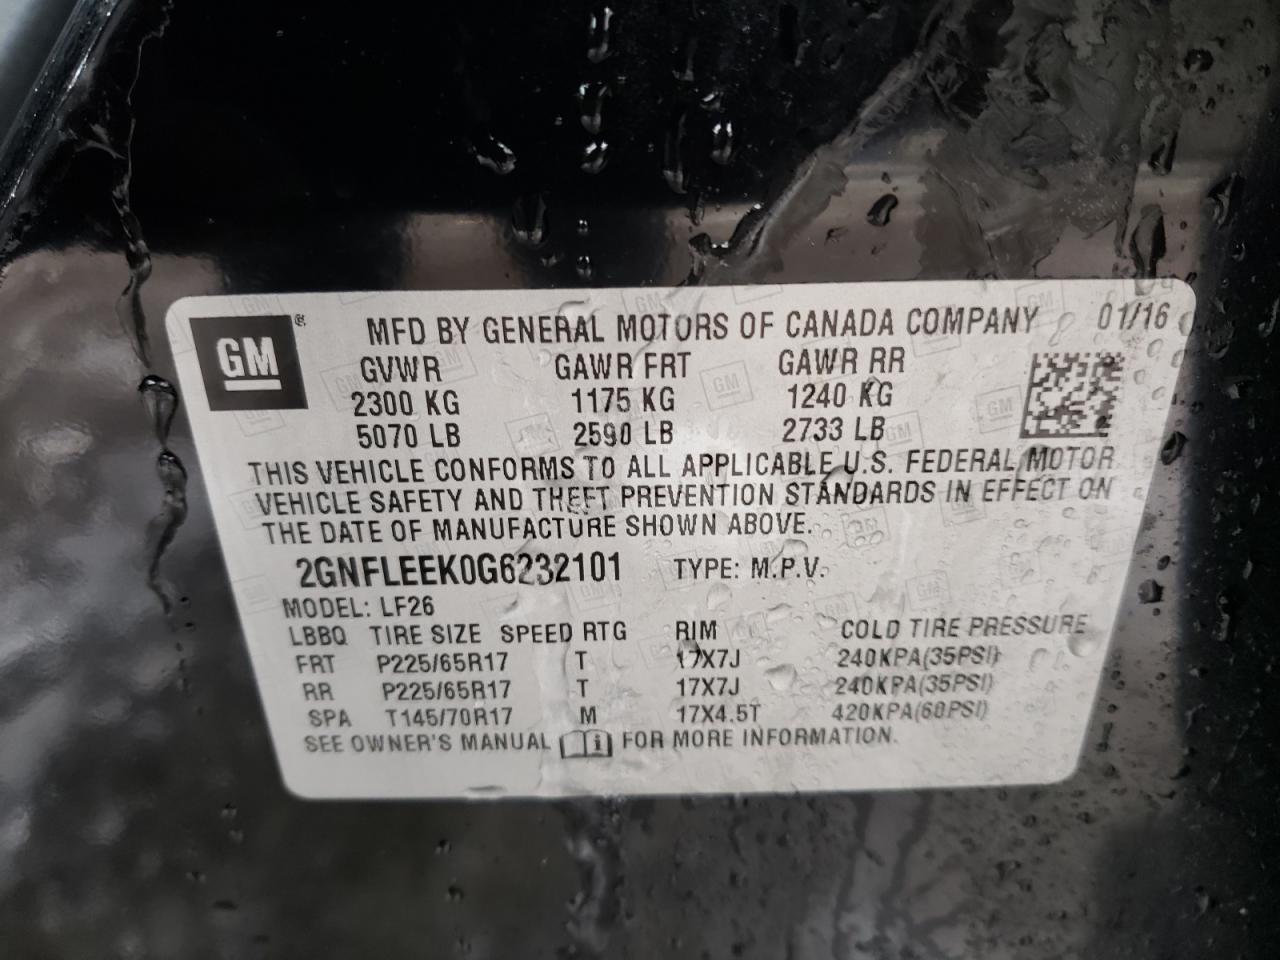 GM
MFD BY GENERAL MOTORS OF CANADA COMPANY 01/16
GVWR GAWR FRT GAWR RR
2300 KG 1175 KG 1240 KG
5070 LB 2590 LB 2733 LB
THIS VEHICLE CONFORMS TO ALL APPLICABLE U.S. FEDERAL MOTOR
VEHICLE SAFETY AND THEFT PREVENTION STANDARDS IN EFFECT ON
THE DATE OF MANUFACTURE SHOWN ABOVE.
2GNFLEEK0G6232101 TYPE: M.P.V.
MODEL: LF26
LBBQ TIRE SIZE SPEED RTG RIM COLD TIRE PRESSURE
FRT P225/65R17 T 17X7J 240KPA(35PSI)
RR P225/65R17 T 17X7J 240KPA(35PSI)
SPA T145/70R17 M 17X4.5T 420KPA(60PSI)
SEE OWNER'S MANUAL FOR MORE INFORMATION.